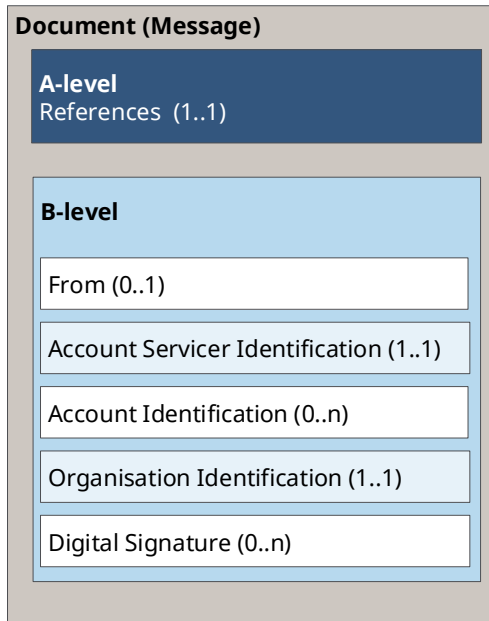 Document (Message)
A-level
References (1..1)
B-level
From (0..1)
Account Servicer Identification (1..1)
Account Identification (0..n)
Organisation Identification (1..1)
Digital Signature (0..n)